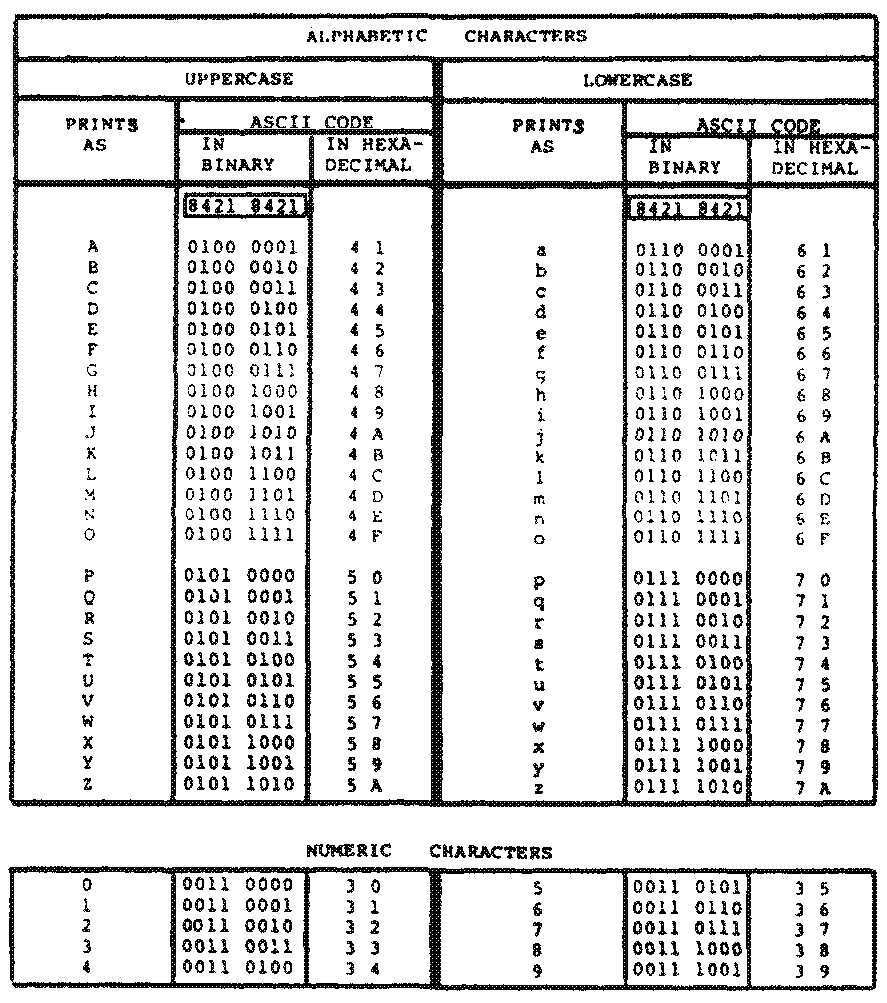 ALPHABETIC CHARACTERS
UPPERCASE LOWERCASE
PRINTS ASCII CODE PRINTS ASCII CODE
AS IN IN HEXA- AS IN IN HEXA-
BINARY DECIMAL BINARY DECIMAL
8421 8421 8421 8421
A 0100 0001 4 1 a 0110 0001 6 1
B 0100 0010 4 2 b 0110 0010 6 2
C 0100 0011 4 3 c 0110 0011 6 3
D 0100 0100 4 4 d 0110 0100 6 4
E 0100 0101 4 5 e 0110 0101 6 5
F 0100 0110 4 6 f 0110 0110 6 6
G 0100 0111 4 7 g 0110 0111 6 7
H 0100 1000 4 8 h 0110 1000 6 8
I 0100 1001 4 9 i 0110 1001 6 9
J 0100 1010 4 A j 0110 1010 6 A
K 0100 1011 4 B k 0110 1011 6 B
L 0100 1100 4 C l 0110 1100 6 C
M 0100 1101 4 D m 0110 1101 6 D
N 0100 1110 4 E n 0110 1110 6 E
O 0100 1111 4 F o 0110 1111 6 F
P 0101 0000 5 0 p 0111 0000 7 0
Q 0101 0001 5 1 q 0111 0001 7 1
R 0101 0010 5 2 r 0111 0010 7 2
S 0101 0011 5 3 s 0111 0011 7 3
T 0101 0100 5 4 t 0111 0100 7 4
U 0101 0101 5 5 u 0111 0101 7 5
V 0101 0110 5 6 v 0111 0110 7 6
W 0101 0111 5 7 w 0111 0111 7 7
X 0101 1000 5 8 x 0111 1000 7 8
Y 0101 1001 5 9 y 0111 1001 7 9
Z 0101 1010 5 A z 0111 1010 7 A
NUMERIC CHARACTERS
0 0011 0000 3 0 5 0011 0101 3 5
1 0011 0001 3 1 6 0011 0110 3 6
2 0011 0010 3 2 7 0011 0111 3 7
3 0011 0011 3 3 8 0011 1000 3 8
4 0011 0100 3 4 9 0011 1001 3 9